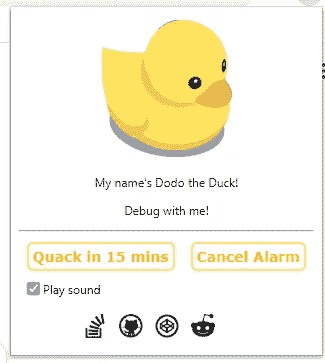 My name's Dodo the Duck!
Debug with me!
Quack in 15 mins
Cancel Alarm
Play sound